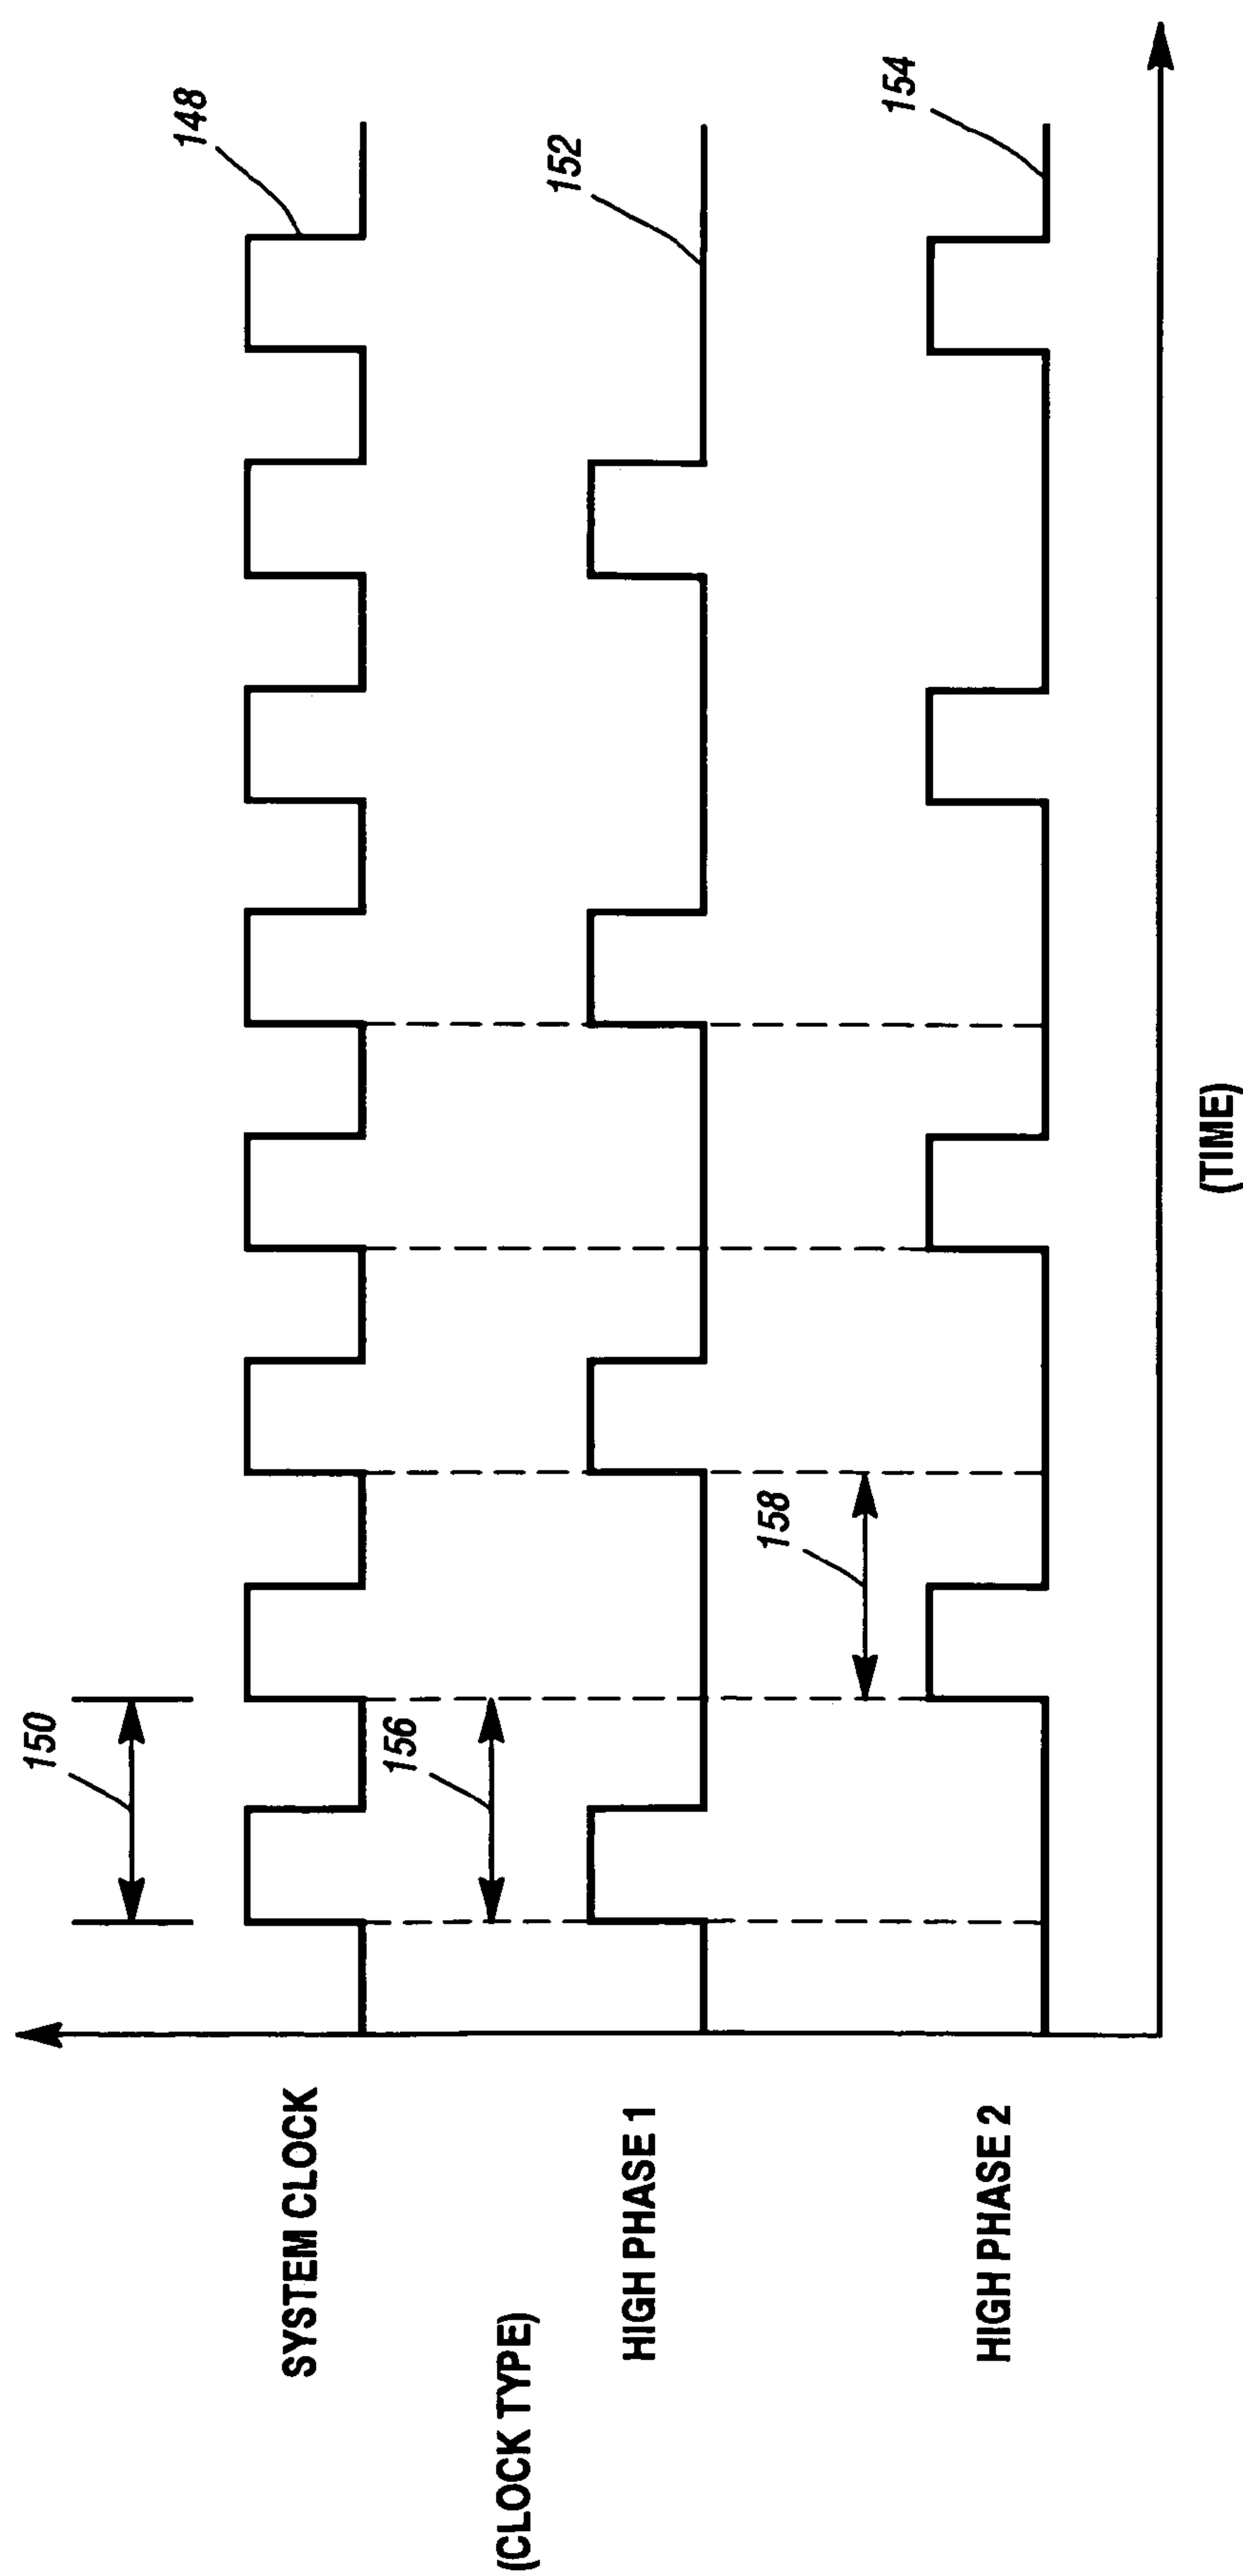 150
148
SYSTEM CLOCK
156
(CLOCK TYPE)
152
HIGH PHASE 1
158
154
HIGH PHASE 2
(TIME)